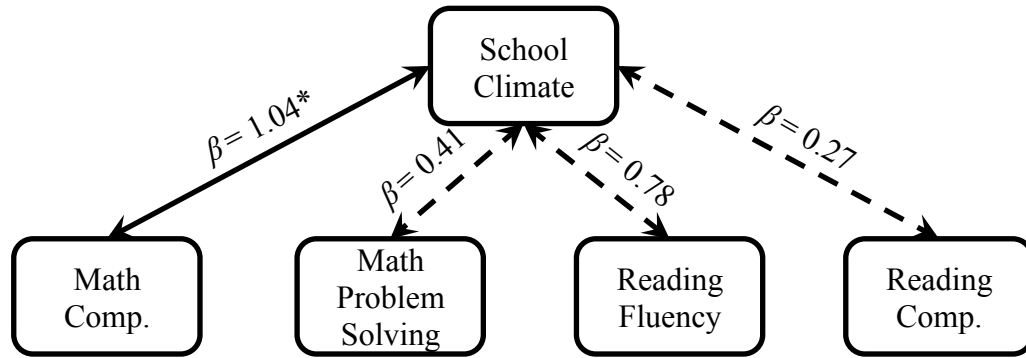 School
Climate
β = 1.04*
β = 0.41
β = 0.78
β = 0.27
Math
Comp.
Math
Problem
Solving
Reading
Fluency
Reading
Comp.